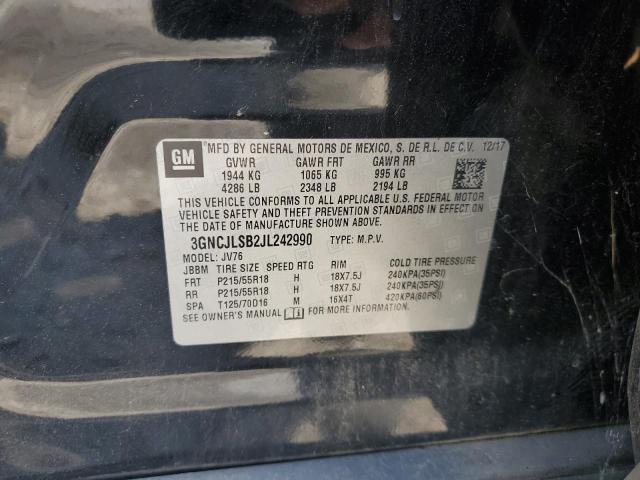 GM
MFD BY GENERAL MOTORS DE MEXICO, S. DE R.L. DE C.V. 12/17
GVWR GAWR FRT GAWR RR
1944 KG 1065 KG 995 KG
4286 LB 2348 LB 2194 LB
THIS VEHICLE CONFORMS TO ALL APPLICABLE U.S. FEDERAL MOTOR
VEHICLE SAFETY AND THEFT PREVENTION STANDARDS IN EFFECT ON
THE DATE OF MANUFACTURE SHOWN ABOVE.
3GNCJLSB2JL242990 TYPE: M.P.V.
MODEL: JV76
JBBM TIRE SIZE SPEED RTG RIM COLD TIRE PRESSURE
FRT P215/55R18 H 18X7.5J 240KPA(35PSI)
RR P215/55R18 H 18X7.5J 240KPA(35PSI)
SPA T125/70D16 M 16X4T 420KPA(60PSI)
SEE OWNER'S MANUAL FOR ADDITIONAL INFORMATION.